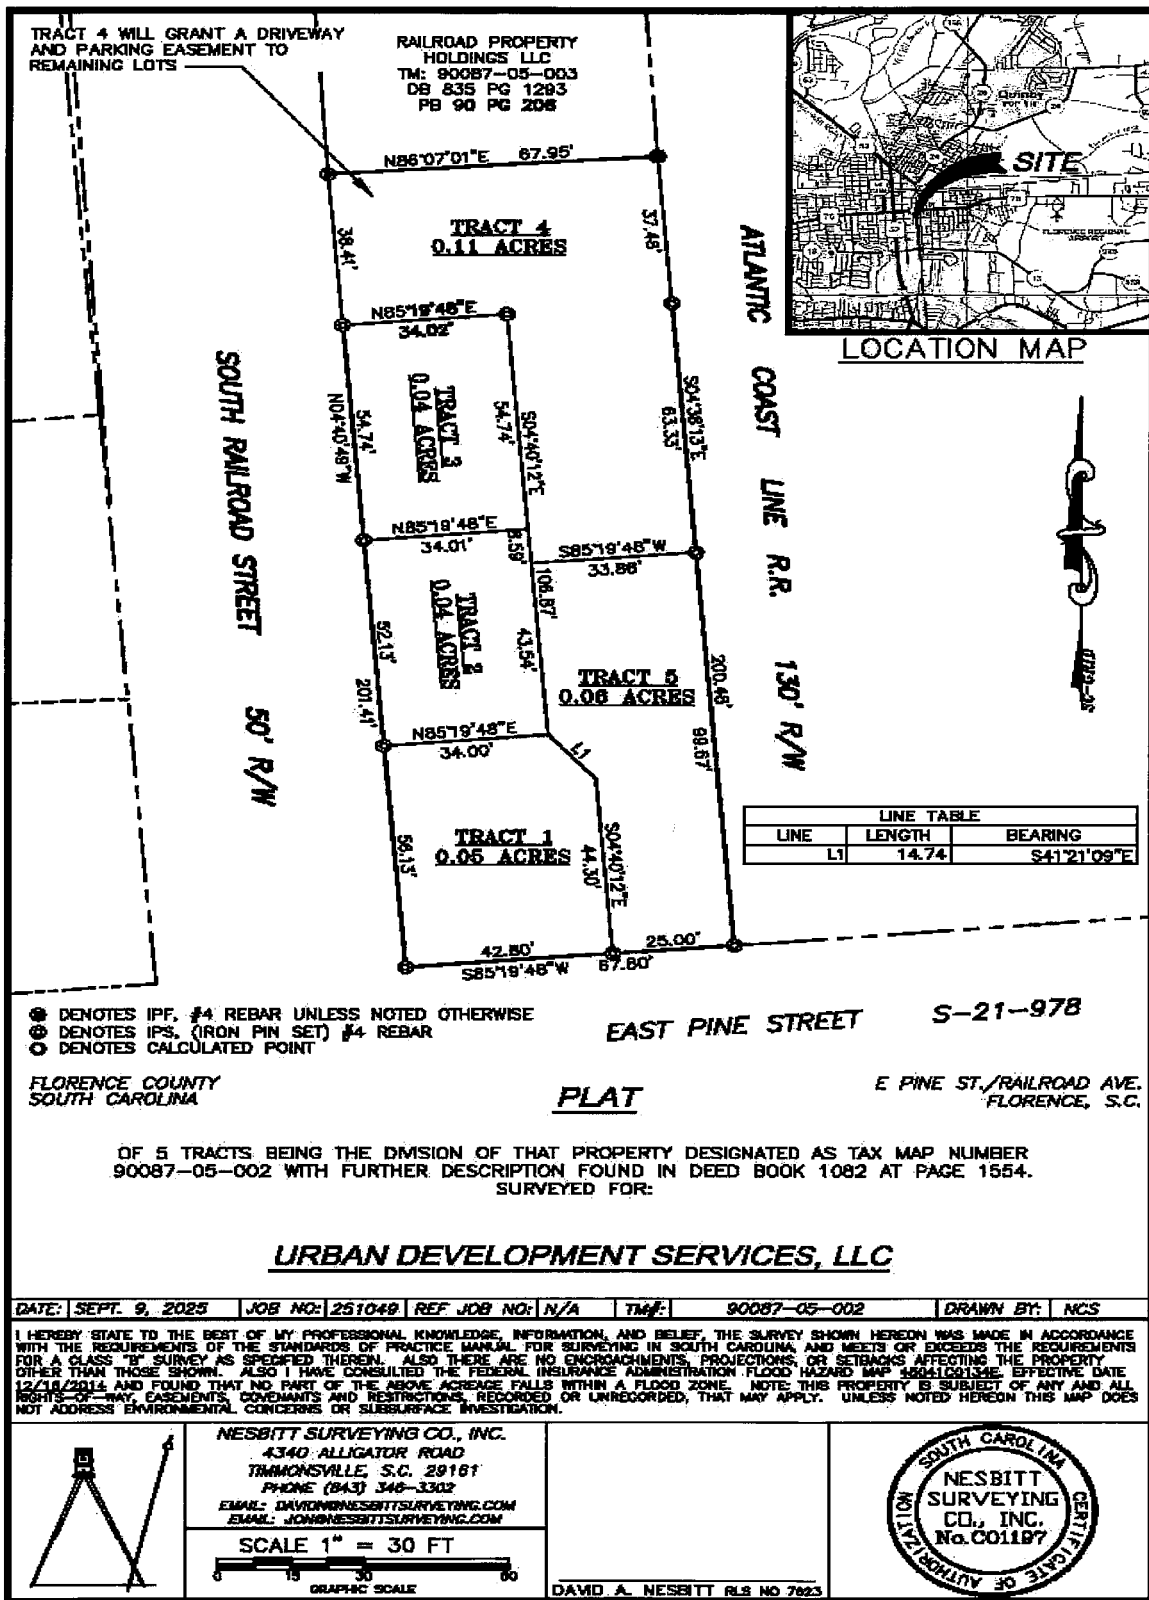 TRACT 4 WILL GRANT A DRIVEWAY
AND PARKING EASEMENT TO
REMAINING LOTS
RAILROAD PROPERTY
HOLDINGS LLC
TM: 90087-05-003
DB 835 PG 1293
PB 90 PG 206
SITE
LOCATION MAP
N86°07'01"E 67.95'
TRACT 4
0.11 ACRES
38.41'
37.48'
N85°19'48"E
34.02'
TRACT 3
0.04 ACRES
54.74'
N04°40'49"W
54.74'
S04°40'12"E
S04°38'13"E
63.33'
ATLANTIC COAST LINE R.R. 130' R/W
SOUTH RAILROAD STREET 50' R/W
N85°19'48"E
34.01'
8.59'
S85°19'48"W
33.86'
106.87'
TRACT 2
0.04 ACRES
52.13'
43.54'
201.41'
TRACT 5
0.06 ACRES
200.48'
99.67'
N85°19'48"E
34.00'
L1
TRACT 1
0.05 ACRES
56.13'
S04°40'12"E
44.30'
42.80'
25.00'
S85°19'48"W 67.80'
LINE TABLE
LINE LENGTH BEARING
L1 14.74 S41°21'09"E
● DENOTES IPF, #4 REBAR UNLESS NOTED OTHERWISE
DENOTES IPS, (IRON PIN SET) #4 REBAR
DENOTES CALCULATED POINT
EAST PINE STREET S-21-978
FLORENCE COUNTY
SOUTH CAROLINA
PLAT
E PINE ST./RAILROAD AVE.
FLORENCE, S.C.
OF 5 TRACTS BEING THE DIVISION OF THAT PROPERTY DESIGNATED AS TAX MAP NUMBER
90087-05-002 WITH FURTHER DESCRIPTION FOUND IN DEED BOOK 1082 AT PAGE 1554.
SURVEYED FOR:
URBAN DEVELOPMENT SERVICES, LLC
DATE: SEPT. 9, 2025 JOB NO: 251049 REF JOB NO: N/A TM#: 90087-05-002 DRAWN BY: NCS
I HEREBY STATE TO THE BEST OF MY PROFESSIONAL KNOWLEDGE, INFORMATION, AND BELIEF, THE SURVEY SHOWN HEREON WAS MADE IN ACCORDANCE
WITH THE REQUIREMENTS OF THE STANDARDS OF PRACTICE MANUAL FOR SURVEYING IN SOUTH CAROLINA, AND MEETS OR EXCEEDS THE REQUIREMENTS
FOR A CLASS "B" SURVEY AS SPECIFIED THEREIN. ALSO THERE ARE NO ENCROACHMENTS, PROJECTIONS, OR SETBACKS AFFECTING THE PROPERTY
OTHER THAN THOSE SHOWN. ALSO I HAVE CONSULTED THE FEDERAL INSURANCE ADMINISTRATION FLOOD HAZARD MAP 45041C0134E, EFFECTIVE DATE
12/16/2014 AND FOUND THAT NO PART OF THE ABOVE ACREAGE FALLS WITHIN A FLOOD ZONE. NOTE: THIS PROPERTY IS SUBJECT OF ANY AND ALL
RIGHTS-OF-WAY, EASEMENTS, COVENANTS AND RESTRICTIONS, RECORDED OR UNRECORDED, THAT MAY APPLY. UNLESS NOTED HEREON THIS MAP DOES
NOT ADDRESS ENVIRONMENTAL CONCERNS OR SUBSURFACE INVESTIGATION.
NESBITT SURVEYING CO., INC.
4340 ALLIGATOR ROAD
TIMMONSVILLE, S.C. 29161
PHONE (843) 346-3302
EMAIL: DAVID@NESBITTSURVEYING.COM
EMAIL: JON@NESBITTSURVEYING.COM
SCALE 1" = 30 FT
0 15 30 60
GRAPHIC SCALE
DAVID A. NESBITT RLS NO 7623
SOUTH CAROLINA
NESBITT
SURVEYING
CO., INC.
No.C01197
CERTIFICATE OF AUTHORIZATION